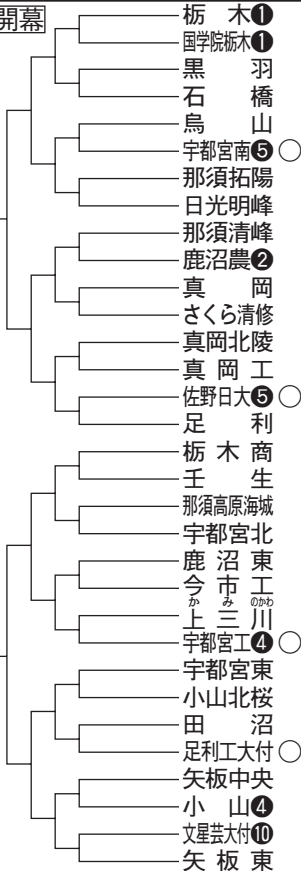 開幕
栃木❶
国学院栃木❶
黒羽
石橋
烏山
宇都宮南❺○
那須拓陽
日光明峰
那須清峰
鹿沼農❷
真岡
さくら清修
真岡北陵
真岡工
佐野日大❺○
足利
栃木商
壬生
那須高原海城
宇都宮北
鹿沼東
今市工
かみのかわ
上三川
宇都宮工❹○
宇都宮東
小山北桜
田沼
足利工大付○
矢板中央
小山❹
文星芸大付❿
矢板東